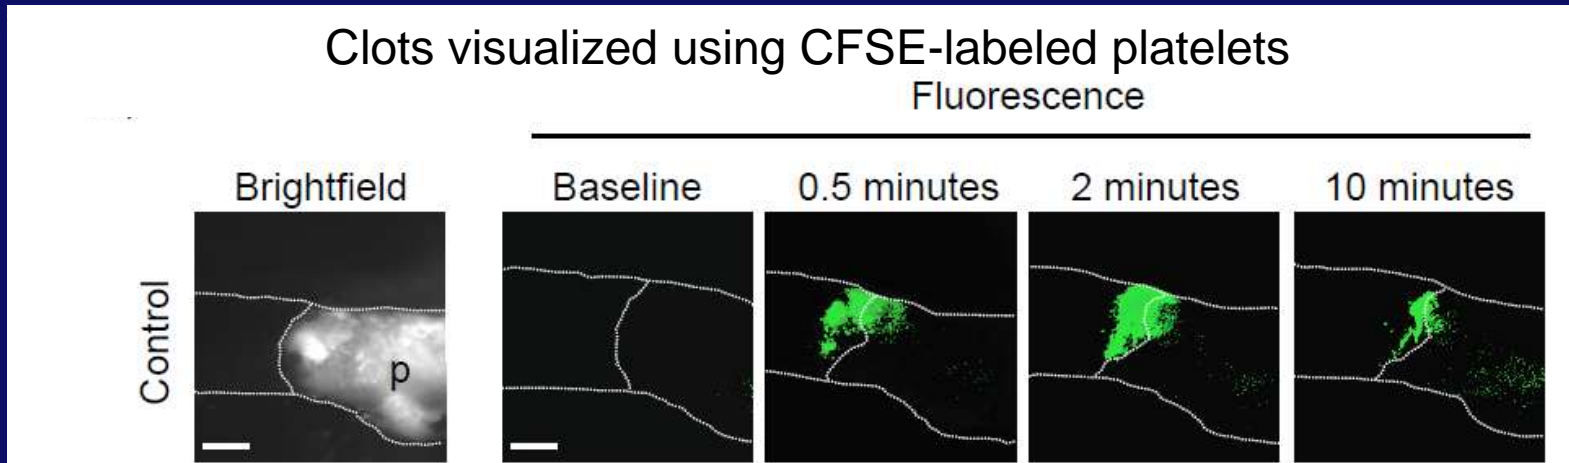 Clots visualized using CFSE-labeled platelets
Fluorescence
Brightfield Baseline 0.5 minutes 2 minutes 10 minutes
Control
p